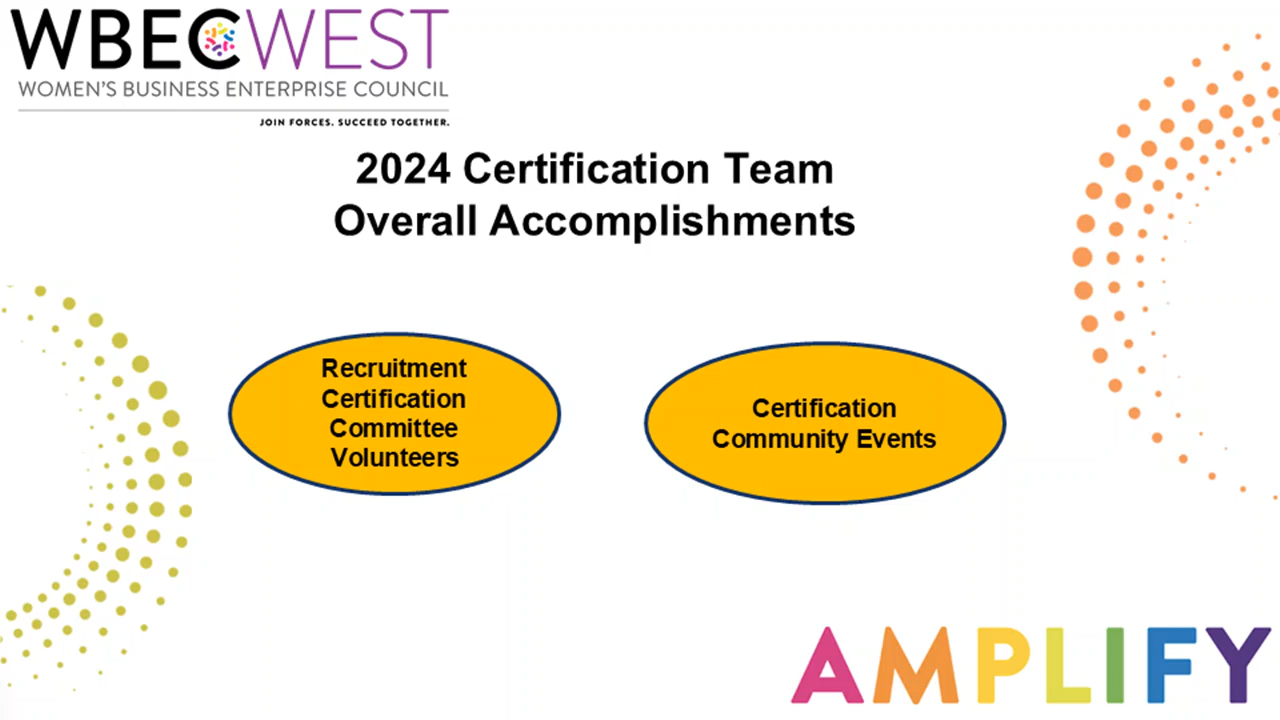 WBECWEST
WOMEN'S BUSINESS ENTERPRISE COUNCIL
JOIN FORCES. SUCCEED TOGETHER.
2024 Certification Team
Overall Accomplishments
Recruitment
Certification
Committee
Volunteers
Certification
Community Events
AMPLIFY